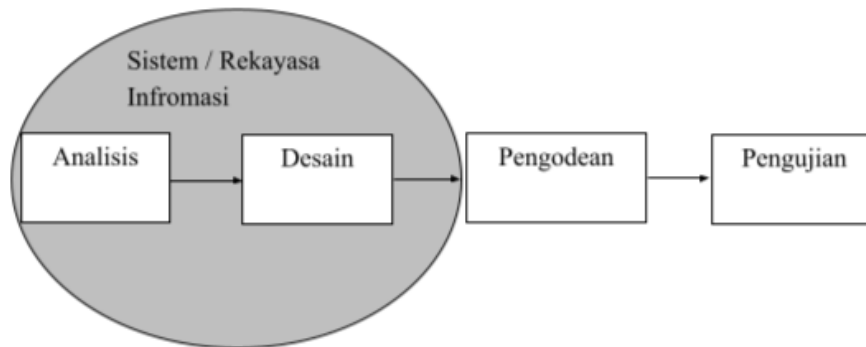 Sistem / Rekayasa
Infromasi
Analisis
Desain
Pengodean
Pengujian